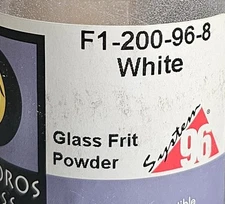 F1-200-96-8
White
Glass Frit
Powder
System
96